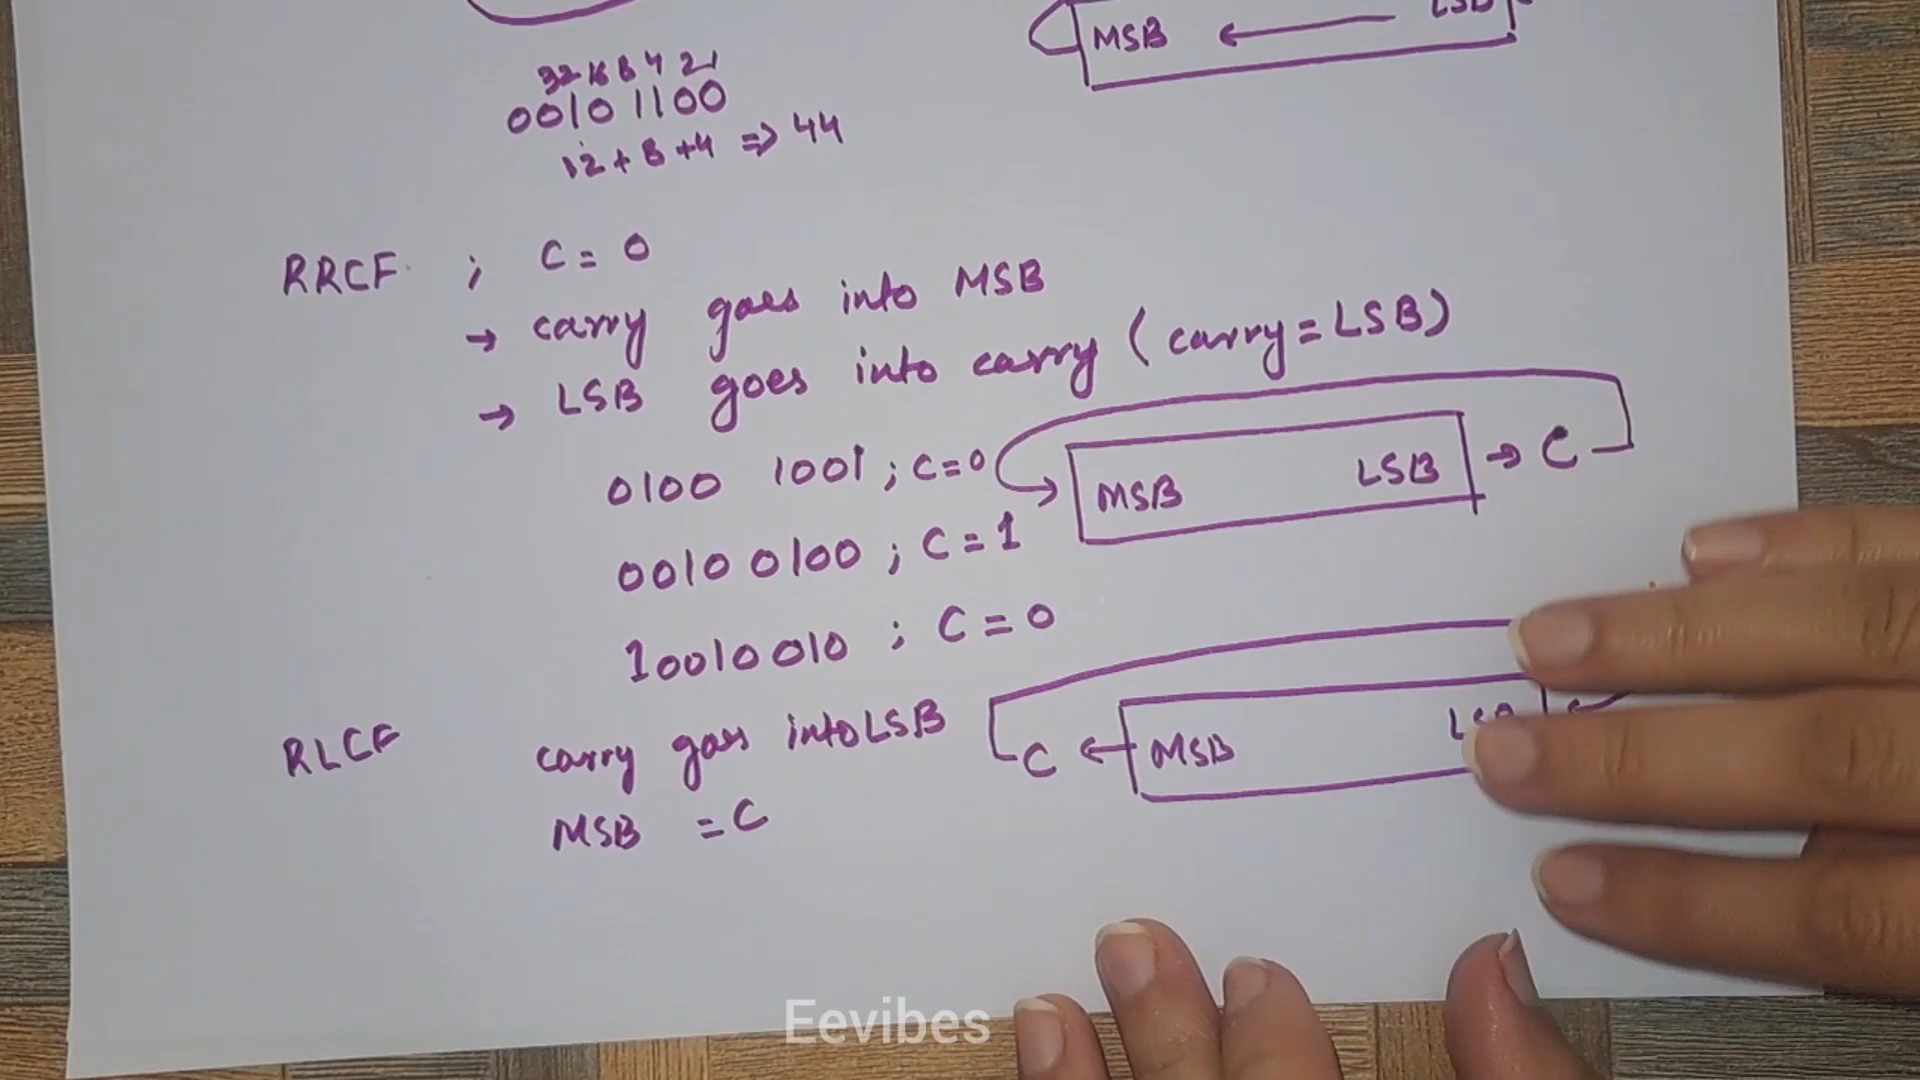 MSB ← LSB
32 16 8 4 2 1
0010 1100
12 + 8 + 4 => 44
RRCF ; C = 0
→ carry goes into MSB
→ LSB goes into carry (carry = LSB)
0100 1001 ; C = 0
MSB LSB → C
0010 0100 ; C = 1
10010010 ; C = 0
RLCF carry goes into LSB
C ← MSB
MSB = C
Eevibes